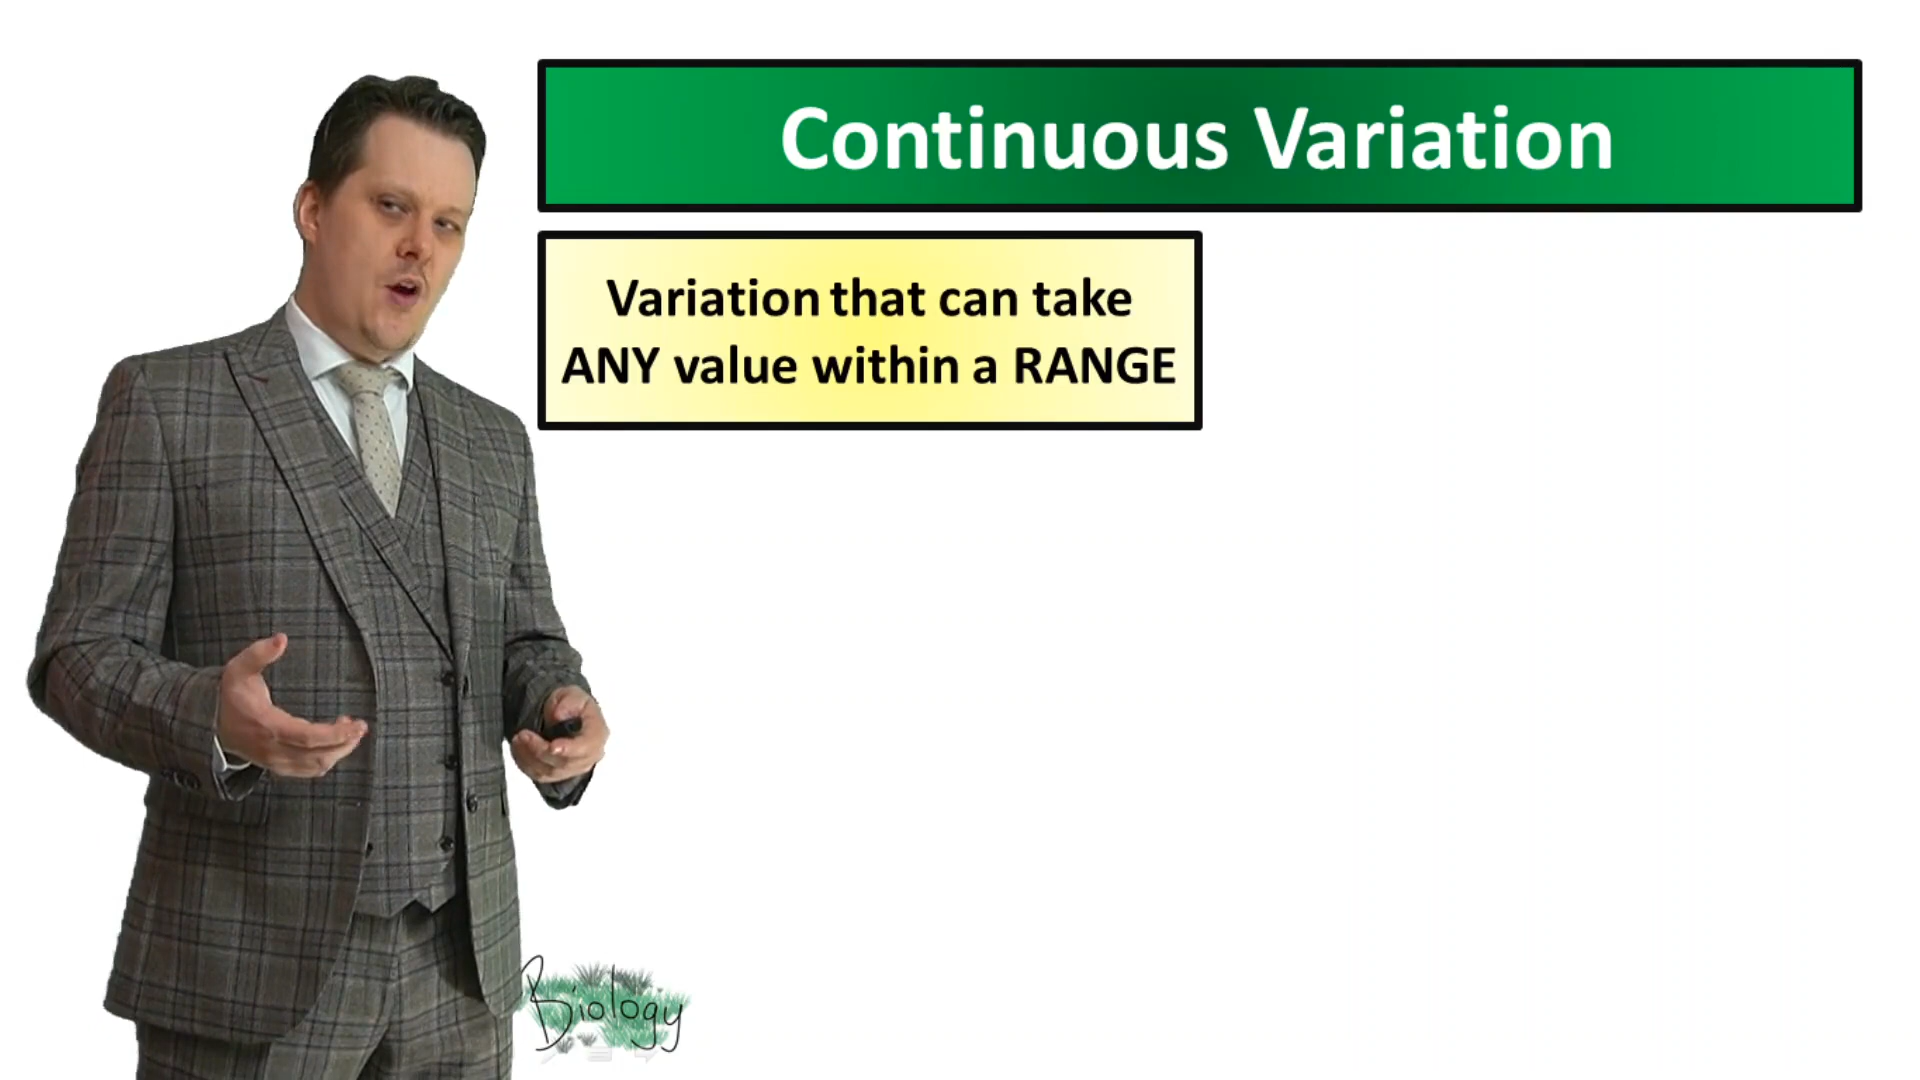 Continuous Variation
Variation that can take
ANY value within a RANGE
Biology